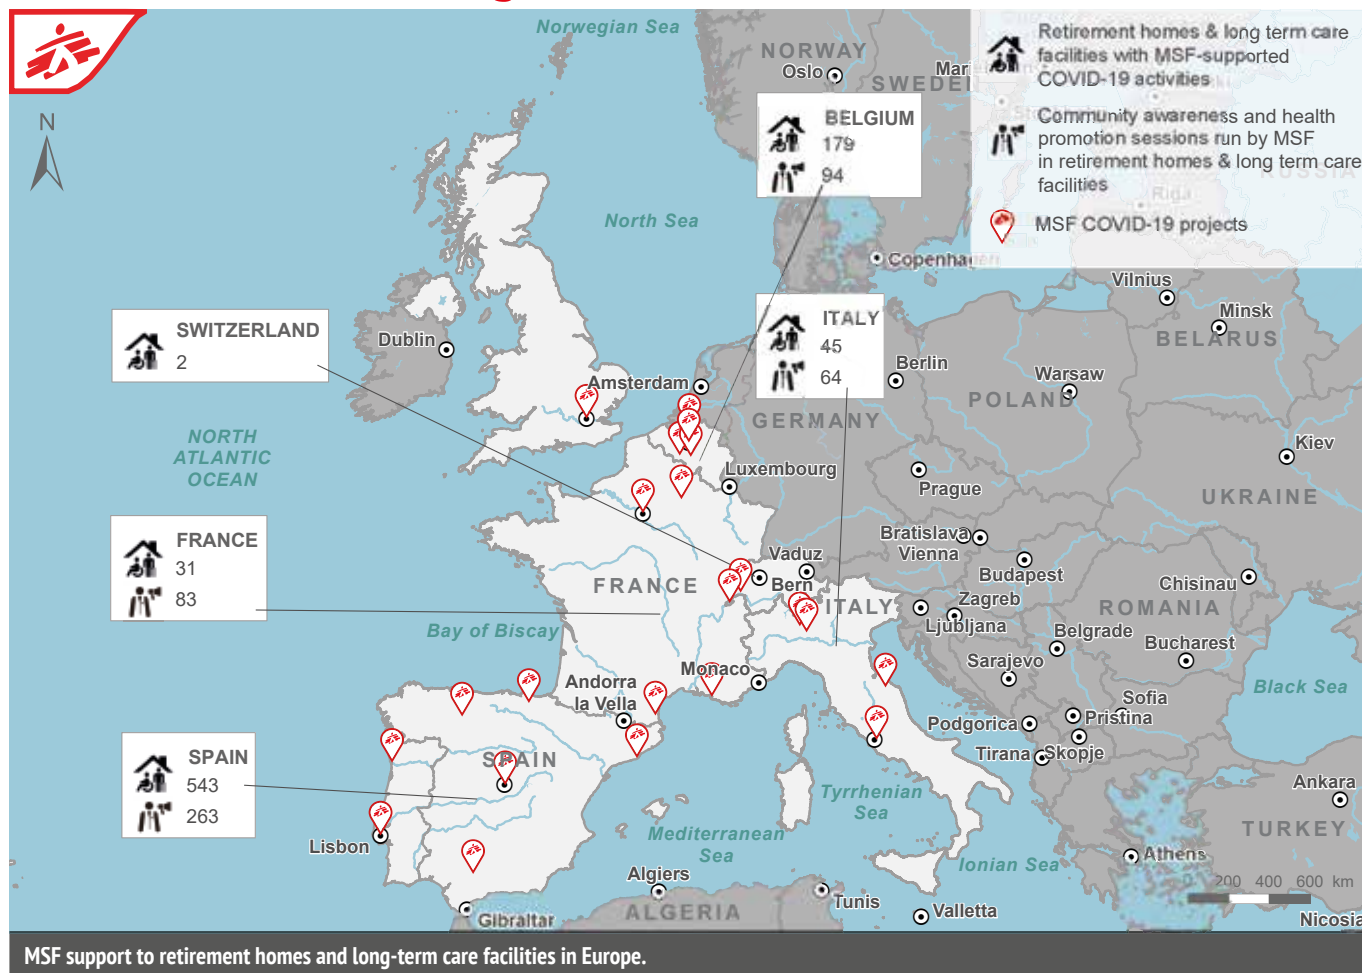 Norwegian Sea
NORWAY
Oslo
SWEDEN
Retirement homes & long term care
facilities with MSF-supported
COVID-19 activities
Community awareness and health
promotion sessions run by MSF
in retirement homes & long term care
facilities
MSF COVID-19 projects
RUSSIA
Riga
N
BELGIUM
179
94
North Sea
Copenhagen
Vilnius
Minsk
BELARUS
SWITZERLAND
2
Dublin
ITALY
45
64
Amsterdam
Berlin
Warsaw
POLAND
GERMANY
NORTH
ATLANTIC
OCEAN
Kiev
Luxembourg
Prague
UKRAINE
FRANCE
31
83
Bratislava
Vienna
Vaduz
Budapest
Bern
Chisinau
FRANCE
ITALY
Zagreb
Ljubljana
ROMANIA
Bay of Biscay
Belgrade
Bucharest
Sarajevo
Monaco
Andorra
la Vella
Black Sea
Sofia
Podgorica
Pristina
Tirana
Skopje
SPAIN
543
263
SPAIN
Ankara
Tyrrhenian
Sea
Mediterranean
Sea
TURKEY
Lisbon
Athens
Ionian Sea
Algiers
0 200 400 600 km
Tunis
Valletta
ALGERIA
Gibraltar
Nicosia
MSF support to retirement homes and long-term care facilities in Europe.